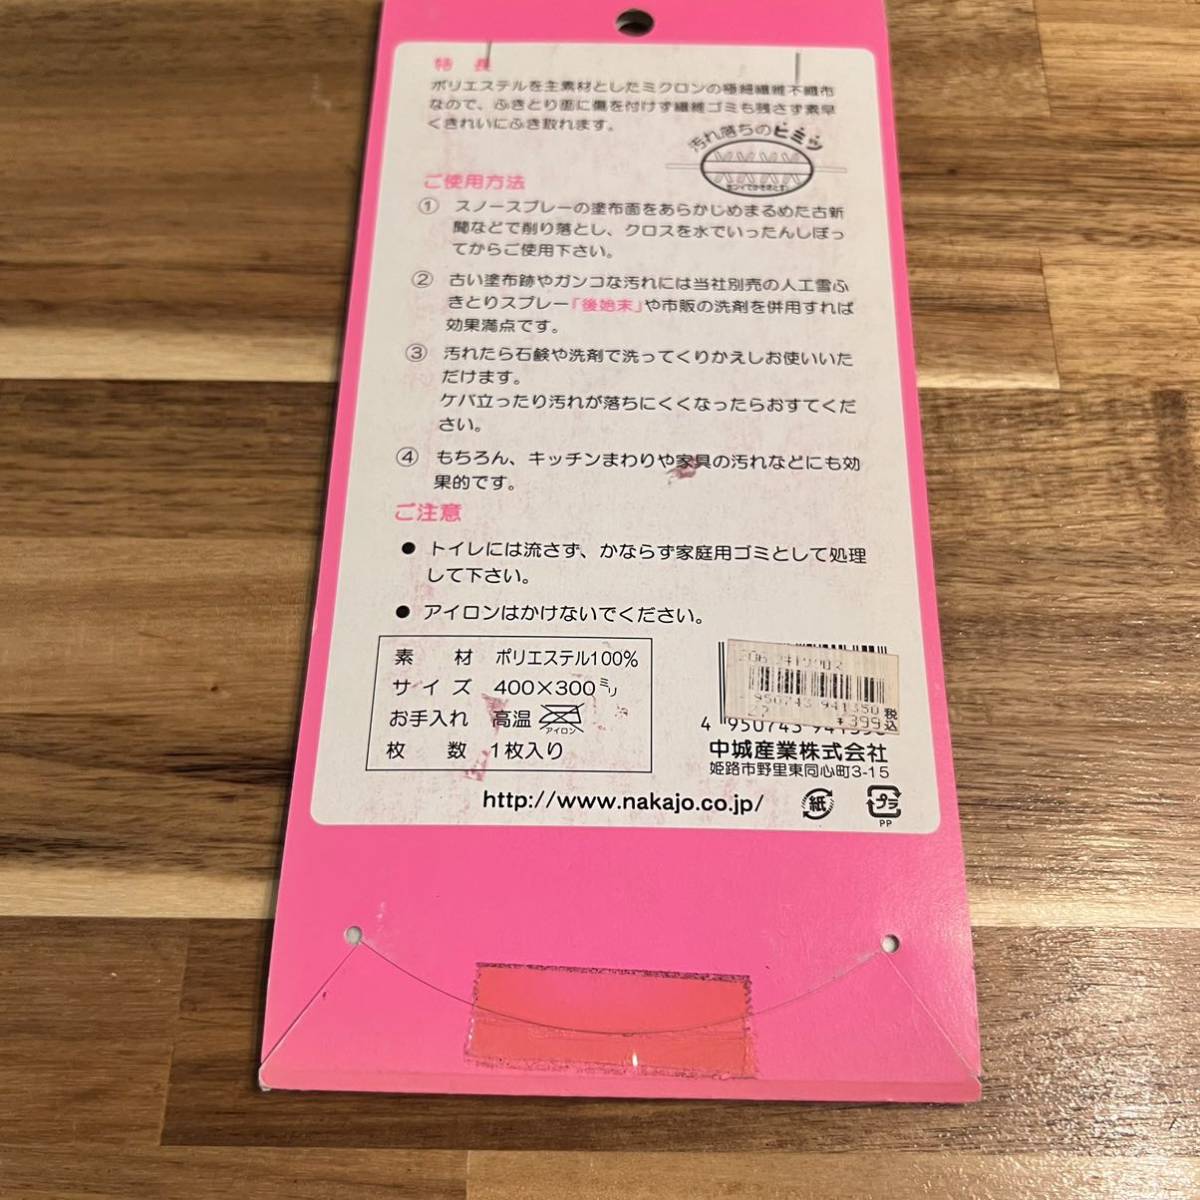 特 長
ポリエステルを主素材としたミクロンの極細繊維不織布
なので、ふきとり面に傷を付けず繊維ゴミも残さず素早
くきれいにふき取れます。
汚れ落ちのヒミツ
ご使用方法
① スノースプレーの塗布面をあらかじめまるめた古新
聞などで削り落とし、クロスを水でいったんしぼっ
てからご使用下さい。
② 古い塗布跡やガンコな汚れには当社別売の人工雪ふ
きとりスプレー「後始末」や市販の洗剤を併用すれば
効果満点です。
③ 汚れたら石鹸や洗剤で洗ってくりかえしお使いいた
だけます。
ケバ立ったり汚れが落ちにくくなったらおすてくだ
さい。
④ もちろん、キッチンまわりや家具の汚れなどにも効
果的です。
ご注意
● トイレには流さず、かならず家庭用ゴミとして処理
して下さい。
● アイロンはかけないでください。
素 材 ポリエステル100%
サイズ 400×300ミリ
お手入れ 高温 アイロン
枚 数 1枚入り
950743 941350
¥399 税込
中城産業株式会社
姫路市野里東同心町3-15
http://www.nakajo.co.jp/
紙
プラ
PP